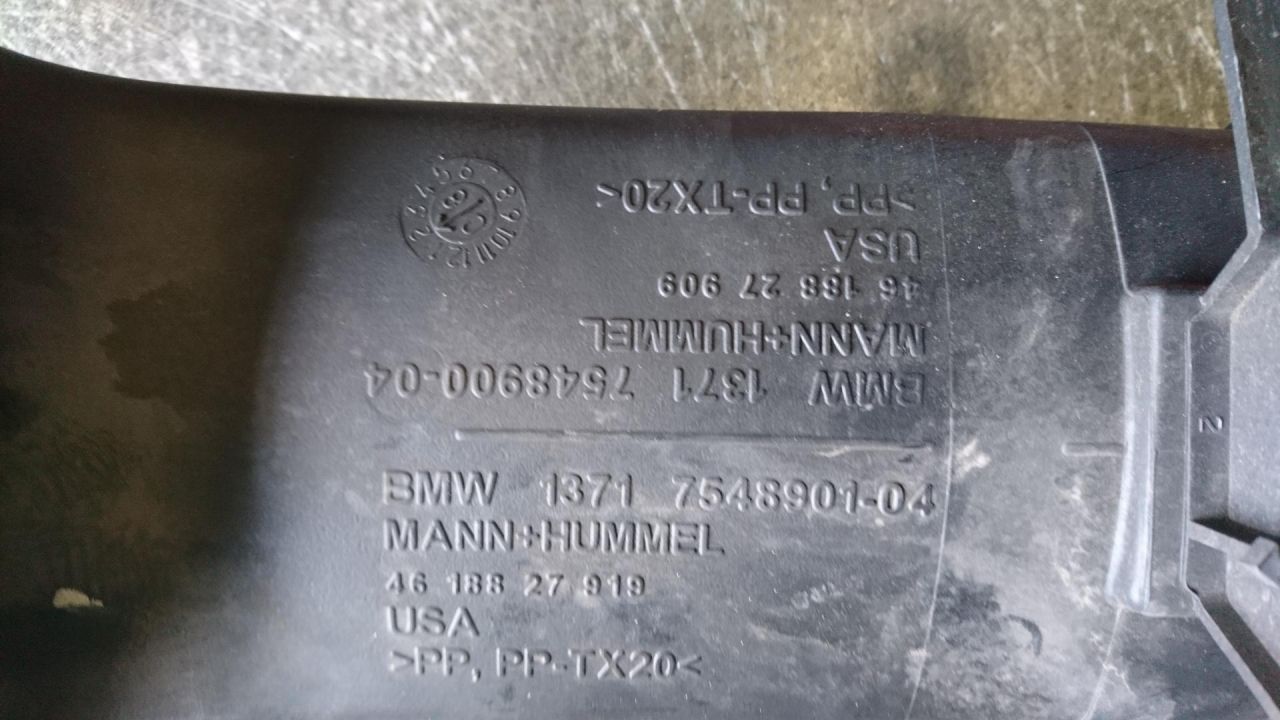 BMW 1371 7548901-04
MANN+HUMMEL
46 188 27 919
USA
>PP, PP-TX20<
BMW 1371 7548900-04
MANN+HUMMEL
46 188 27 909
USA
>PP, PP-TX20<
2